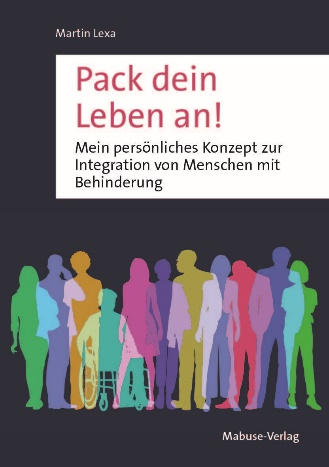 Martin Lexa
Pack dein
Leben an!
Mein persönliches Konzept zur
Integration von Menschen mit
Behinderung
Mabuse-Verlag